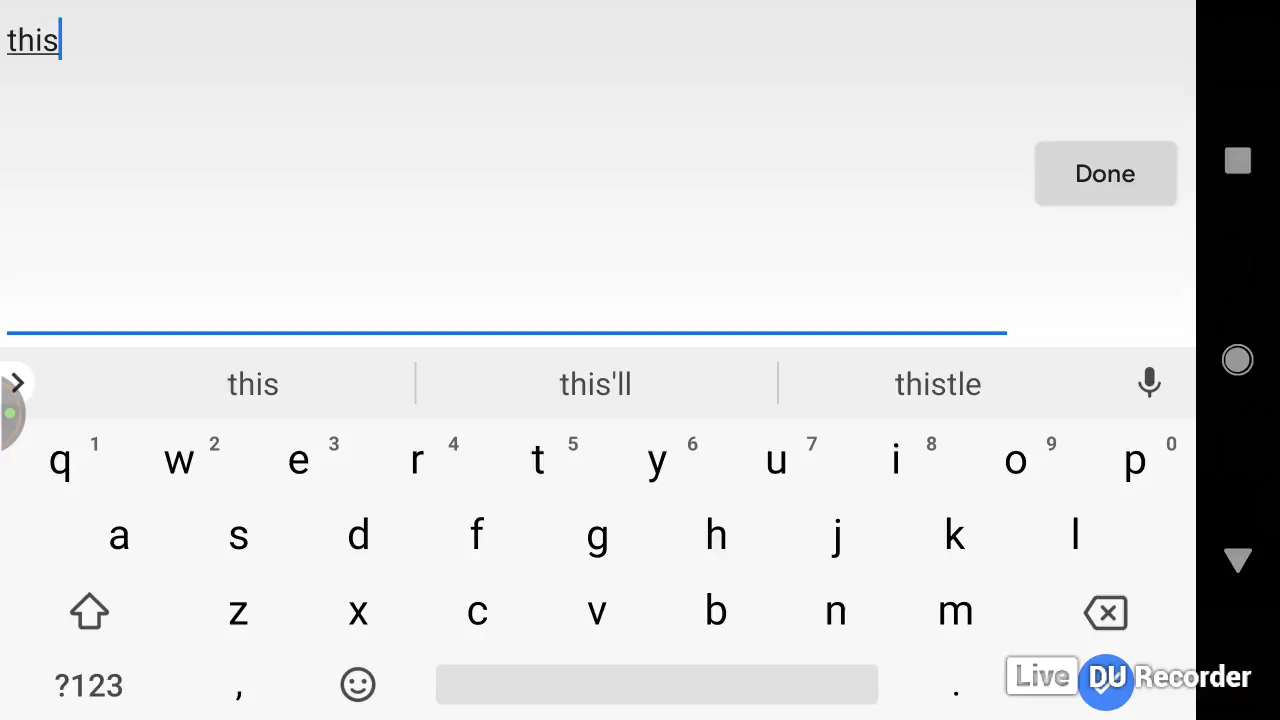 this
Done
this this'll thistle
q 1 w 2 e 3 r 4 t 5 y 6 u 7 i 8 o 9 p 0
a s d f g h j k l
z x c v b n m
?123 , .
Live DU Recorder